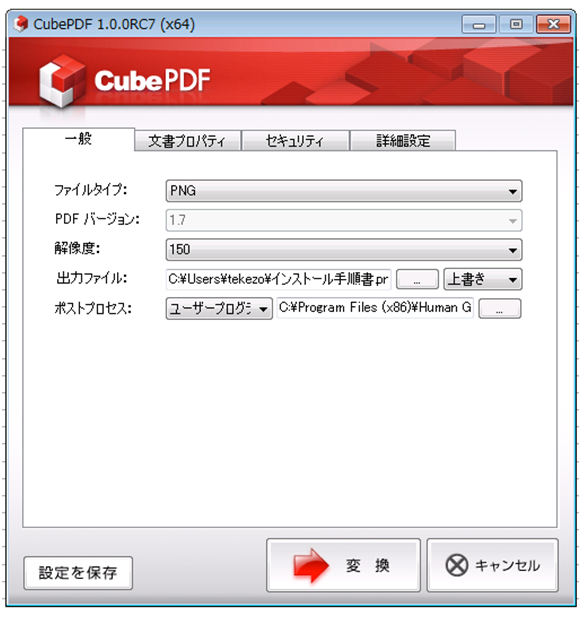 CubePDF 1.0.0RC7 (x64)
CubePDF
一般 文書プロパティ セキュリティ 詳細設定
ファイルタイプ: PNG
PDF バージョン: 1.7
解像度: 150
出力ファイル: C:¥Users¥tekezo¥インストール手順書.pr ... 上書き
ポストプロセス: ユーザープログラ C:¥Program Files (x86)¥Human G ...
設定を保存 変換 キャンセル